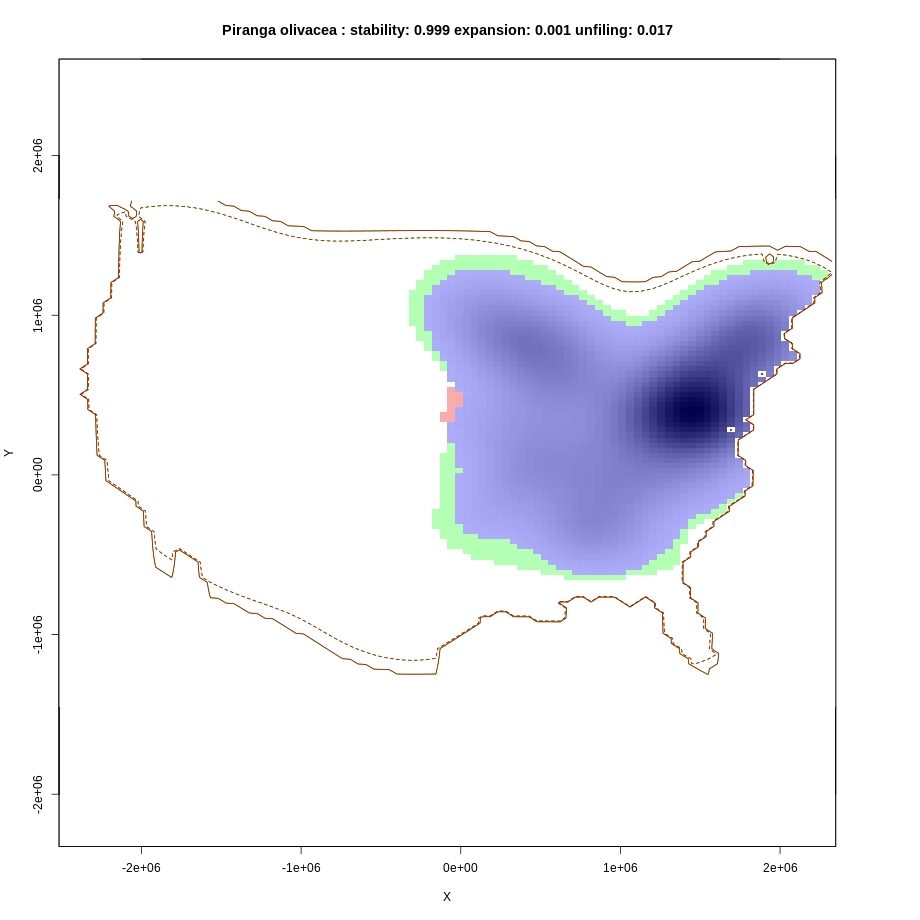 Piranga olivacea : stability: 0.999 expansion: 0.001 unfiling: 0.017
2e+06
1e+06
0e+00
-1e+06
-2e+06
Y
-2e+06 -1e+06 0e+00 1e+06 2e+06
X